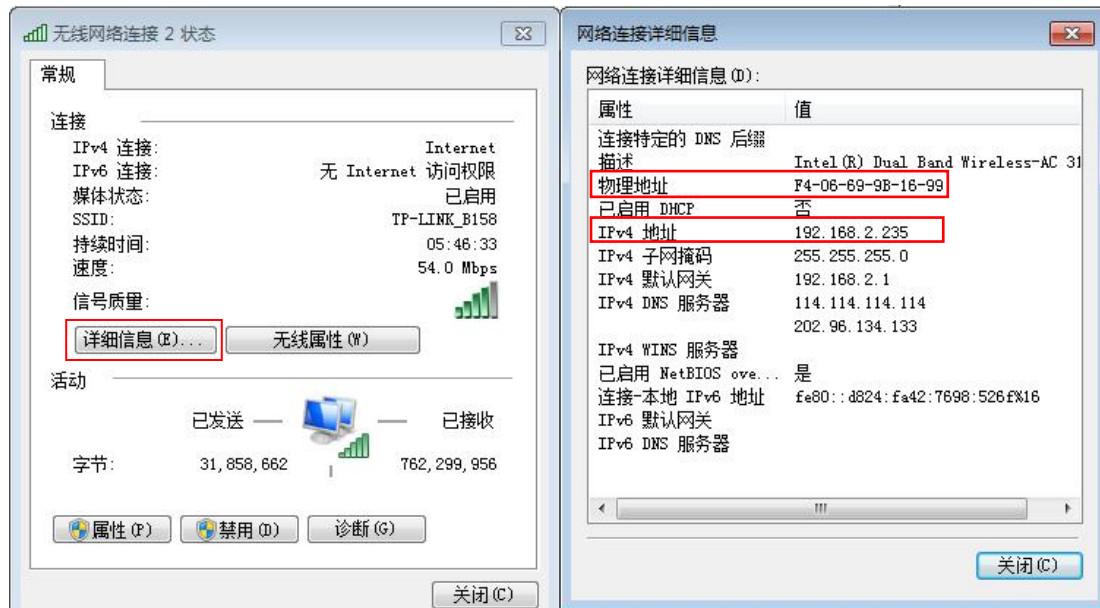 无线网络连接 2 状态
常规
连接
IPv4 连接: Internet
IPv6 连接: 无 Internet 访问权限
媒体状态: 已启用
SSID: TP-LINK_B158
持续时间: 05:46:33
速度: 54.0 Mbps
信号质量:
详细信息(E)... 无线属性(W)
活动
已发送 — — 已接收
字节: 31,858,662 762,299,956
属性(P) 禁用(D) 诊断(G)
关闭(C)
网络连接详细信息
网络连接详细信息(D):
属性 值
连接特定的 DNS 后缀
描述 Intel(R) Dual Band Wireless-AC 31
物理地址 F4-06-69-9B-16-99
已启用 DHCP 否
IPv4 地址 192.168.2.235
IPv4 子网掩码 255.255.255.0
IPv4 默认网关 192.168.2.1
IPv4 DNS 服务器 114.114.114.114
202.96.134.133
IPv4 WINS 服务器
已启用 NetBIOS ove... 是
连接-本地 IPv6 地址 fe80::d824:fa42:7698:526f%16
IPv6 默认网关
IPv6 DNS 服务器
关闭(C)